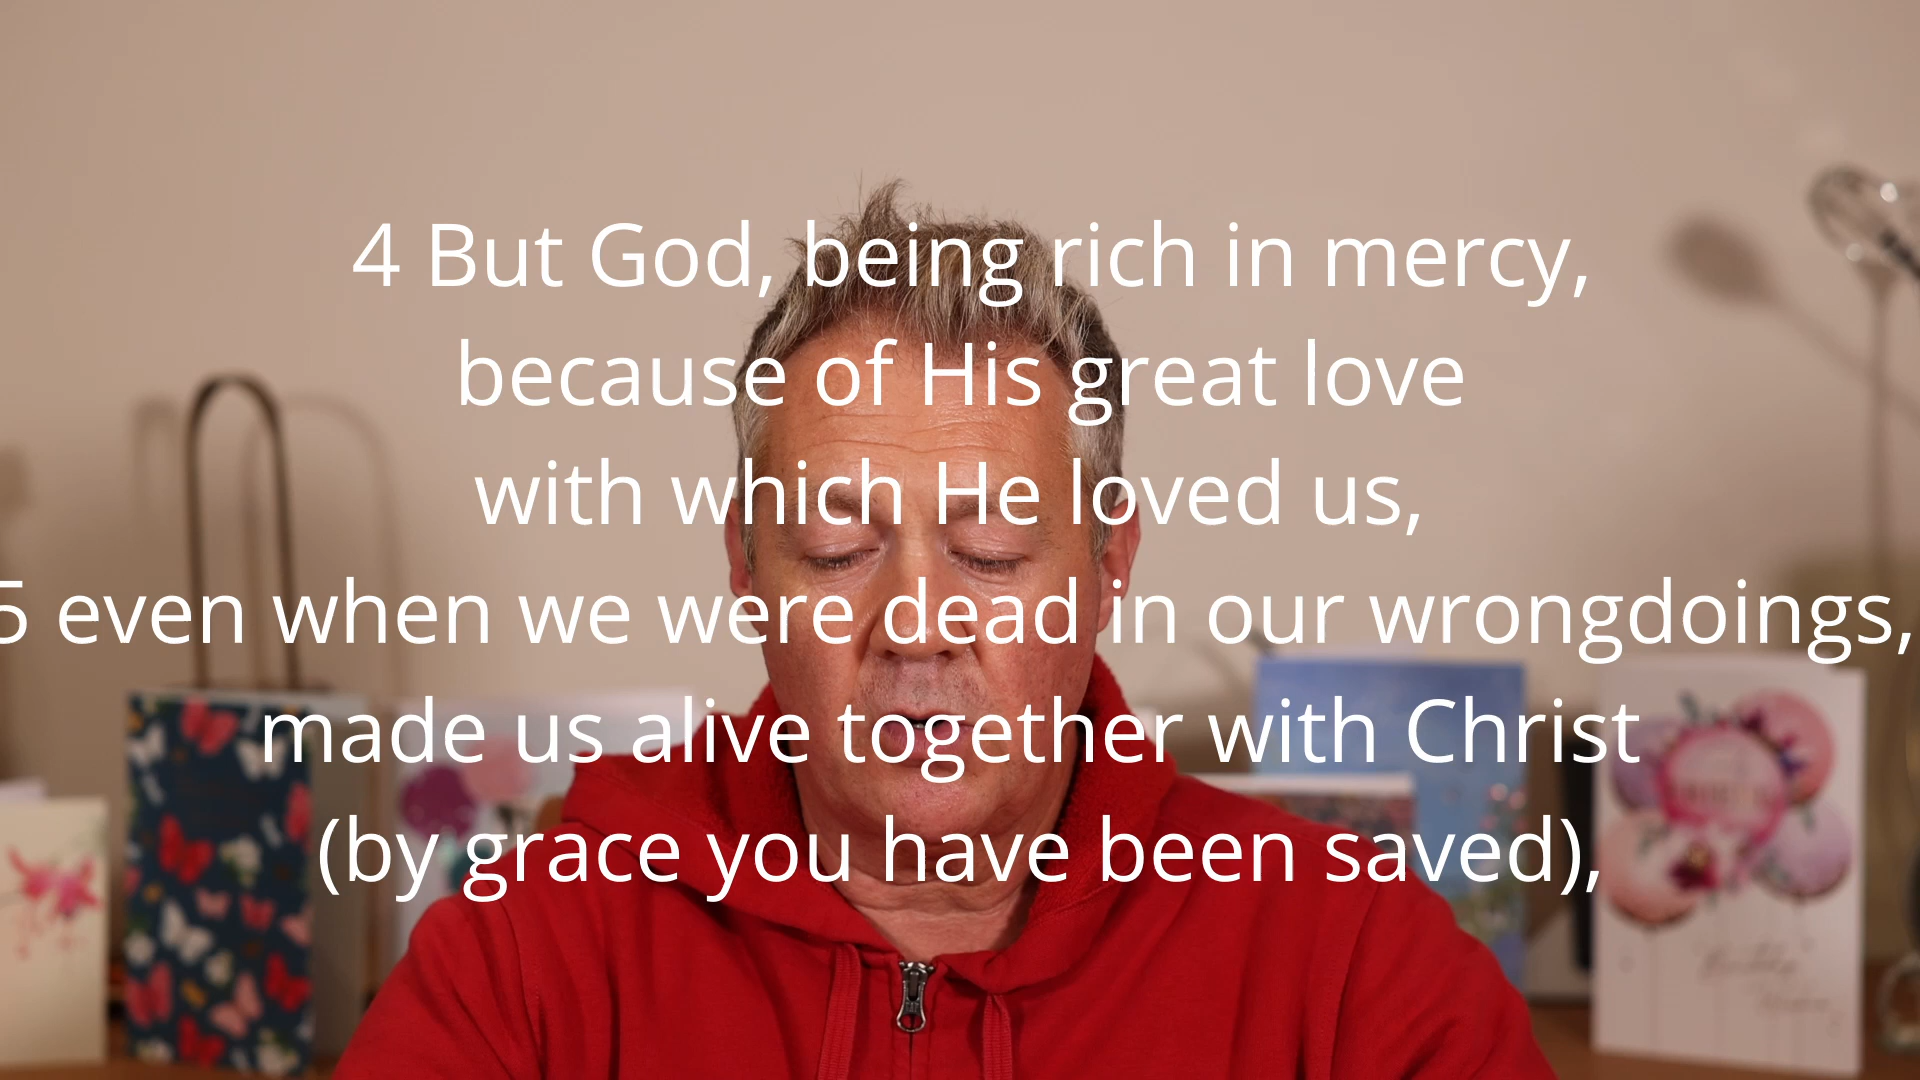 4 But God, being rich in mercy,
because of His great love
with which He loved us,
5 even when we were dead in our wrongdoings,
made us alive together with Christ
(by grace you have been saved),
Birthday